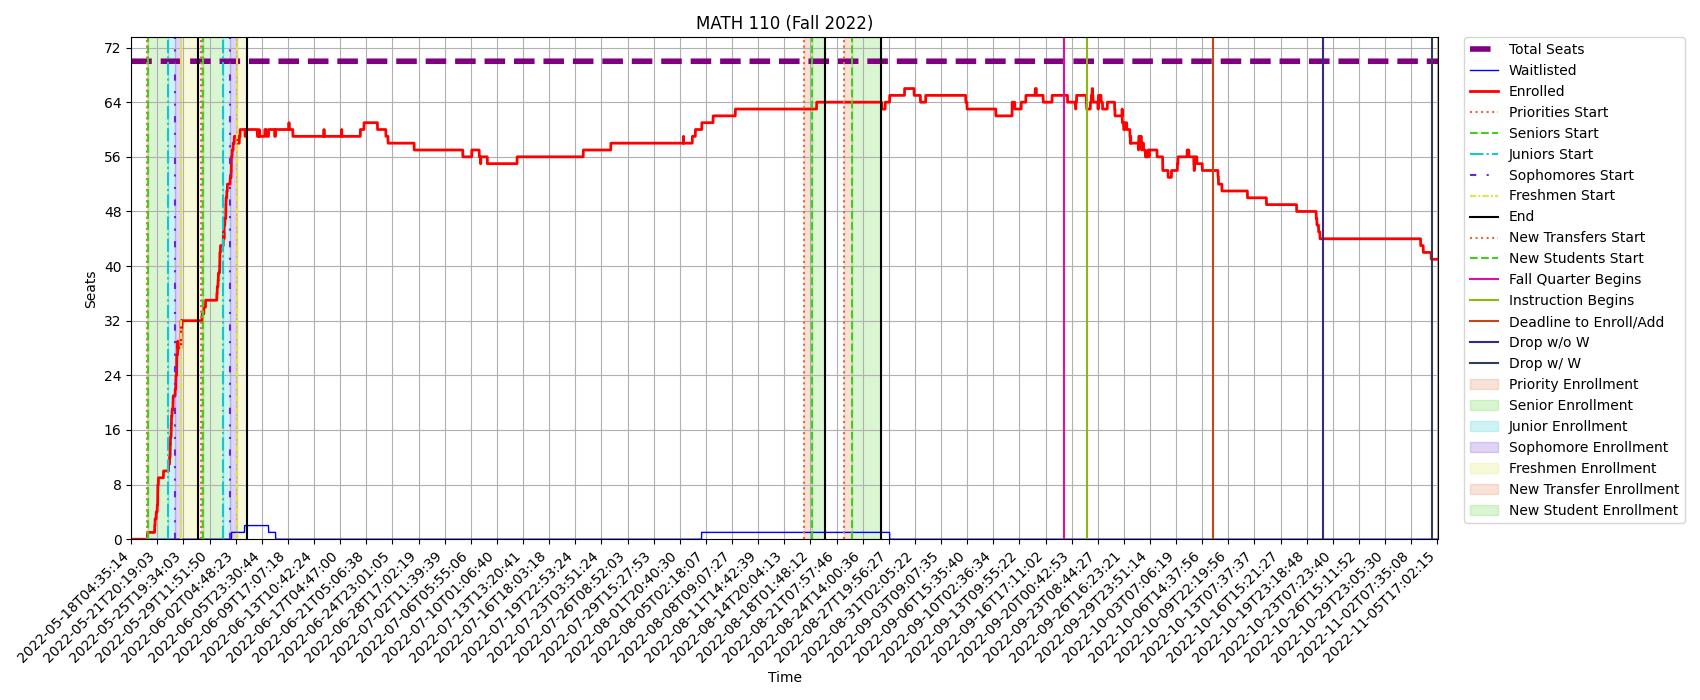 MATH 110 (Fall 2022)
72
64
56
48
40
32
24
16
8
0
Seats
2022-05-18T04:35:14
2022-05-21T20:19:03
2022-05-25T19:34:03
2022-05-29T11:51:50
2022-06-02T04:48:23
2022-06-05T23:30:44
2022-06-09T17:07:18
2022-06-13T10:42:24
2022-06-17T04:47:00
2022-06-21T05:06:38
2022-06-24T23:01:05
2022-06-28T17:02:19
2022-07-02T11:39:39
2022-07-06T05:55:06
2022-07-10T01:06:40
2022-07-13T13:20:41
2022-07-16T18:03:18
2022-07-19T22:53:24
2022-07-23T03:51:24
2022-07-26T08:52:03
2022-07-29T15:27:53
2022-08-01T20:40:30
2022-08-05T02:18:07
2022-08-08T09:07:27
2022-08-11T14:42:39
2022-08-14T20:04:13
2022-08-18T01:48:12
2022-08-21T07:57:46
2022-08-24T14:00:36
2022-08-27T19:56:27
2022-08-31T02:05:22
2022-09-03T09:07:35
2022-09-06T15:35:40
2022-09-10T02:36:34
2022-09-13T09:55:22
2022-09-16T17:11:02
2022-09-20T00:42:53
2022-09-23T08:44:27
2022-09-26T16:23:21
2022-09-29T23:51:14
2022-10-03T07:06:19
2022-10-06T14:37:56
2022-10-09T22:19:56
2022-10-13T07:37:37
2022-10-16T15:21:27
2022-10-19T23:18:48
2022-10-23T07:23:40
2022-10-26T15:11:52
2022-10-29T23:05:30
2022-11-02T07:35:08
2022-11-05T17:02:15
Time
Total Seats
Waitlisted
Enrolled
Priorities Start
Seniors Start
Juniors Start
Sophomores Start
Freshmen Start
End
New Transfers Start
New Students Start
Fall Quarter Begins
Instruction Begins
Deadline to Enroll/Add
Drop w/o W
Drop w/ W
Priority Enrollment
Senior Enrollment
Junior Enrollment
Sophomore Enrollment
Freshmen Enrollment
New Transfer Enrollment
New Student Enrollment